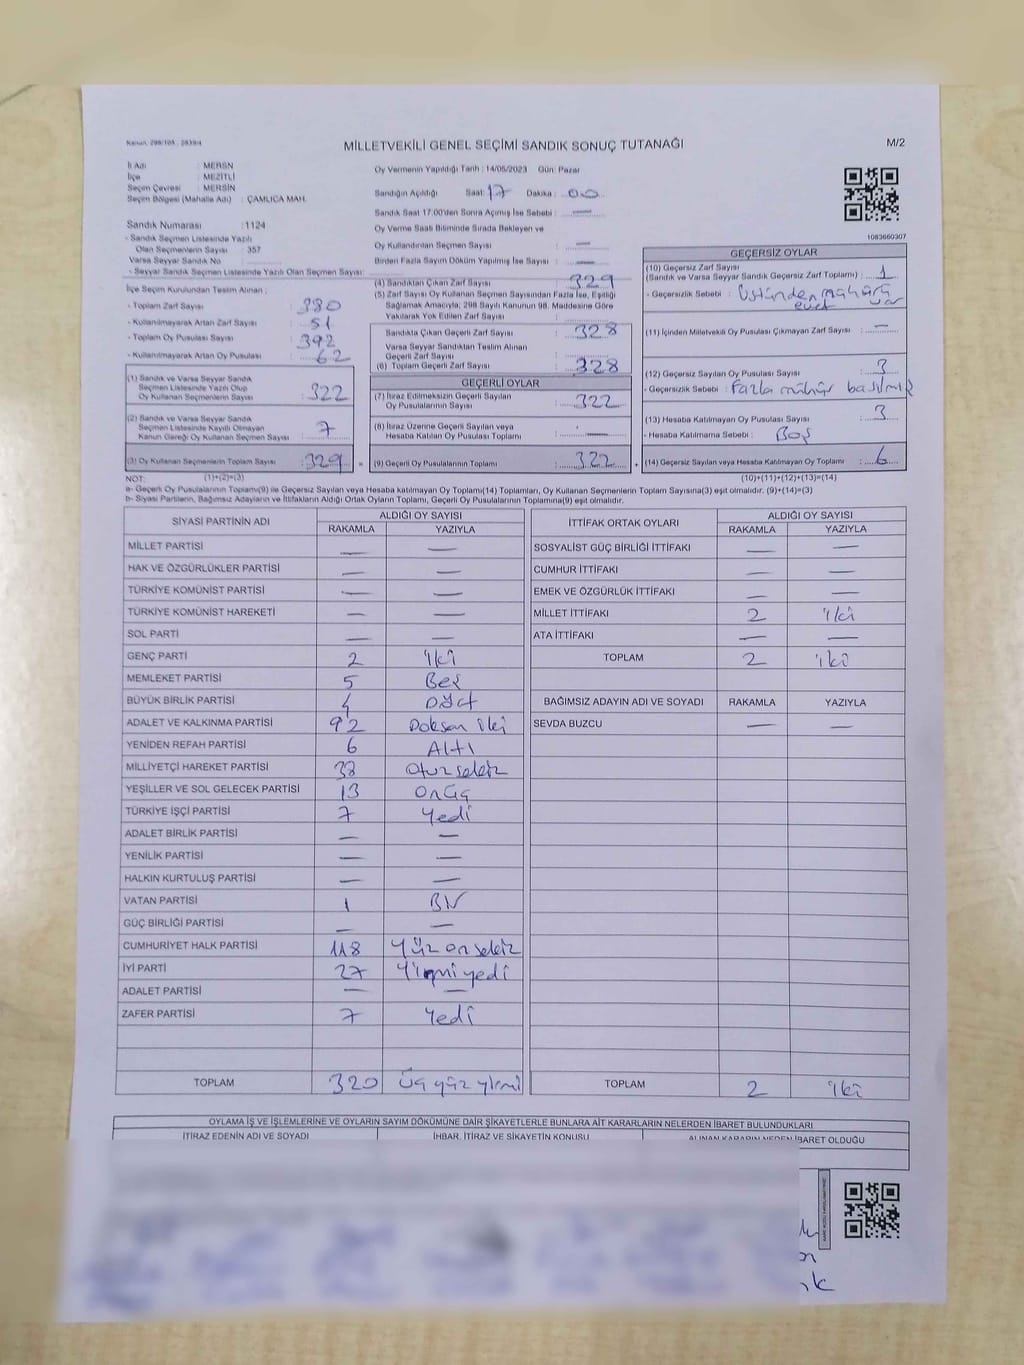 Kanun: 298/105 , 2839/4
MİLLETVEKİLİ GENEL SEÇİMİ SANDIK SONUÇ TUTANAĞI
M/2
İl Adı : MERSİN
İlçe : MEZİTLİ
Seçim Çevresi : MERSİN
Seçim Bölgesi (Mahalle Adı) : ÇAMLICA MAH.
Sandık Numarası : 1124
- Sandık Seçmen Listesinde Yazılı
Olan Seçmenlerin Sayısı : 357
Varsa Seyyar Sandık No :
- Seyyar Sandık Seçmen Listesinde Yazılı Olan Seçmen Sayısı:
İlçe Seçim Kurulundan Teslim Alınan :
- Toplam Zarf Sayısı : 380
- Kullanılmayarak Artan Zarf Sayısı : 51
- Toplam Oy Pusulası Sayısı : 392
- Kullanılmayarak Artan Oy Pusulası : 62
(1) Sandık ve Varsa Seyyar Sandık
Seçmen Listesinde Yazılı Olup
Oy Kullanan Seçmenlerin Sayısı : 322
(2) Sandık ve Varsa Seyyar Sandık
Seçmen Listesinde Kayıtlı Olmayan
Kanun Gereği Oy Kullanan Seçmen Sayısı : 7
(3) Oy Kullanan Seçmenlerin Toplam Sayısı : 329
Oy Vermenin Yapıldığı Tarih : 14/05/2023 Gün: Pazar
Sandığın Açıldığı Saat: 17 Dakika : 00
Sandık Saat 17:00'den Sonra Açılmış İse Sebebi : —
Oy Verme Saati Bitiminde Sırada Bekleyen ve
Oy Kullandırılan Seçmen Sayısı : —
Birden Fazla Sayım Döküm Yapılmış İse Sayısı : —
(4) Sandıktan Çıkan Zarf Sayısı : 329
(5) Zarf Sayısı Oy Kullanan Seçmen Sayısından Fazla İse, Eşitliği
Sağlamak Amacıyla; 298 Sayılı Kanunun 98. Maddesine Göre
Yakılarak Yok Edilen Zarf Sayısı :
Sandıkta Çıkan Geçerli Zarf Sayısı : 328
Varsa Seyyar Sandıktan Teslim Alınan
Geçerli Zarf Sayısı :
(6) Toplam Geçerli Zarf Sayısı : 328
GEÇERLİ OYLAR
(7) İtiraz Edilmeksizin Geçerli Sayılan
Oy Pusulalarının Sayısı : 322
(8) İtiraz Üzerine Geçerli Sayılan veya
Hesaba Katılan Oy Pusulası Toplamı : —
= (9) Geçerli Oy Pusulalarının Toplamı : 322 +
1083660307
GEÇERSİZ OYLAR
(10) Geçersiz Zarf Sayısı
(Sandık ve Varsa Seyyar Sandık Geçersiz Zarf Toplamı) : 1
- Geçersizlik Sebebi : Üstünden mühürü
evet var
(11) İçinden Milletvekili Oy Pusulası Çıkmayan Zarf Sayısı : —
(12) Geçersiz Sayılan Oy Pusulası Sayısı : 3
- Geçersizlik Sebebi : Fazla mühür basılmış
(13) Hesaba Katılmayan Oy Pusulası Sayısı : 3
- Hesaba Katılmama Sebebi : Boş
(14) Geçersiz Sayılan veya Hesaba Katılmayan Oy Toplamı : 6
NOT: (1)+(2)=(3) (10)+(11)+(12)+(13)=(14)
a- Geçerli Oy Pusulalarının Toplamı(9) ile Geçersiz Sayılan veya Hesaba katılmayan Oy Toplamı(14) Toplamları, Oy Kullanan Seçmenlerin Toplam Sayısına(3) eşit olmalıdır. (9)+(14)=(3)
b- Siyasi Partilerin, Bağımsız Adayların ve İttifakların Aldığı Oyların Toplamı, Geçerli Oy Pusulalarının Toplamına(9) eşit olmalıdır.
SİYASİ PARTİNİN ADI ALDIĞI OY SAYISI
RAKAMLA YAZIYLA
MİLLET PARTİSİ — —
HAK VE ÖZGÜRLÜKLER PARTİSİ — —
TÜRKİYE KOMÜNİST PARTİSİ — —
TÜRKİYE KOMÜNİST HAREKETİ — —
SOL PARTİ — —
GENÇ PARTİ 2 iki
MEMLEKET PARTİSİ 5 Beş
BÜYÜK BİRLİK PARTİSİ 4 Dört
ADALET VE KALKINMA PARTİSİ 92 Doksan iki
YENİDEN REFAH PARTİSİ 6 Altı
MİLLİYETÇİ HAREKET PARTİSİ 38 Otuz sekiz
YEŞİLLER VE SOL GELECEK PARTİSİ 13 Onüç
TÜRKİYE İŞÇİ PARTİSİ 7 Yedi
ADALET BİRLİK PARTİSİ — —
YENİLİK PARTİSİ — —
HALKIN KURTULUŞ PARTİSİ — —
VATAN PARTİSİ 1 Bir
GÜÇ BİRLİĞİ PARTİSİ — —
CUMHURİYET HALK PARTİSİ 118 Yüz on sekiz
İYİ PARTİ 27 Yirmi yedi
ADALET PARTİSİ — —
ZAFER PARTİSİ 7 Yedi
TOPLAM 320 Üç yüz yirmi
İTTİFAK ORTAK OYLARI ALDIĞI OY SAYISI
RAKAMLA YAZIYLA
SOSYALİST GÜÇ BİRLİĞİ İTTİFAKI — —
CUMHUR İTTİFAKI — —
EMEK VE ÖZGÜRLÜK İTTİFAKI — —
MİLLET İTTİFAKI 2 iki
ATA İTTİFAKI — —
TOPLAM 2 iki
BAĞIMSIZ ADAYIN ADI VE SOYADI RAKAMLA YAZIYLA
SEVDA BUZCU — —
TOPLAM 2 iki
OYLAMA İŞ VE İŞLEMLERİNE VE OYLARIN SAYIM DÖKÜMÜNE DAİR ŞİKAYETLERLE BUNLARA AİT KARARLARIN NELERDEN İBARET BULUNDUKLARI
İTİRAZ EDENİN ADI VE SOYADI İHBAR, İTİRAZ VE ŞİKAYETİN KONUSU ALINAN KARARIN NEDEN İBARET OLDUĞU